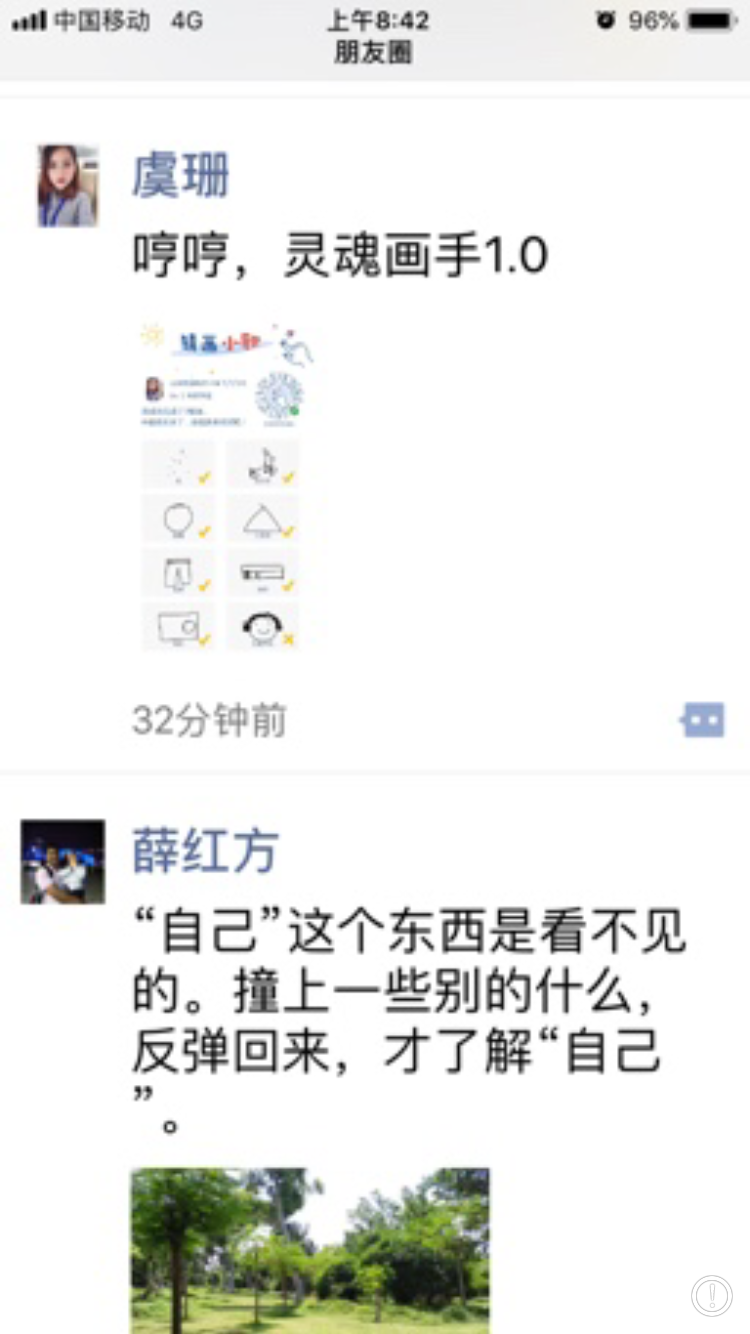 中国移动 4G 上午8:42 96%
朋友圈
虞珊
哼哼，灵魂画手1.0
猜画小歌
32分钟前
薛红方
“自己”这个东西是看不见
的。撞上一些别的什么，
反弹回来，才了解“自己
”。